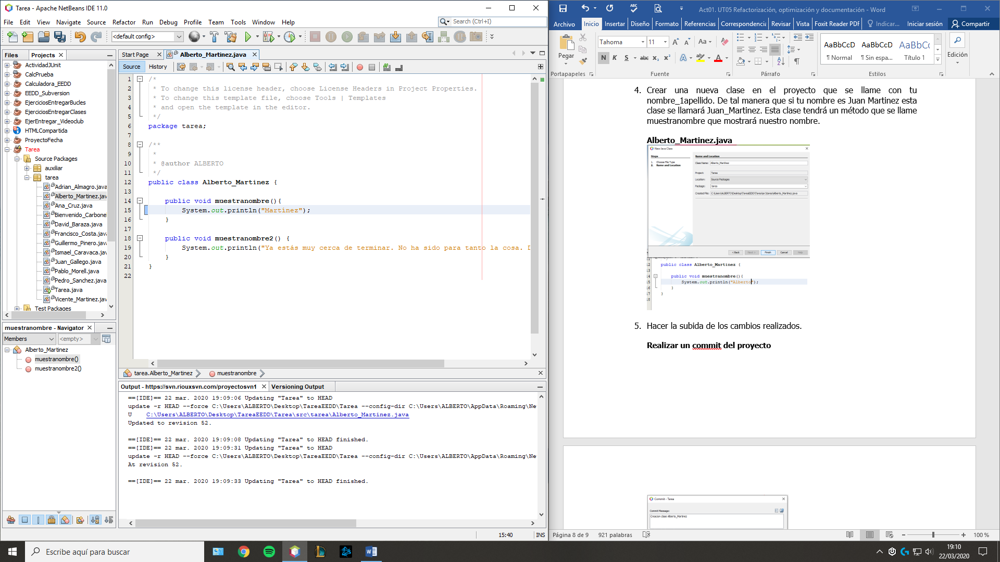 Tarea - Apache NetBeans IDE 11.0
File Edit View Navigate Source Refactor Run Debug Profile Team Tools Window Help
Search (Ctrl+I)
<default config>
Files Projects
ActividadJUnit
CalcPrueba
Calculadora_EEDD
EEDD_Subversion
EjerciciosEntregarBucles
EjerciciosEntregarClases
EjerEntregar_Videoclub
HTMLCompartida
ProyectoFecha
Tarea
Source Packages
auxiliar
tarea
Adrian_Almagro.java
Alberto_Martinez.jav
Ana_Cruz.java
Bienvenido_Carbone
David_Baraza.java
Francisco_Costa.java
Guillermo_Pinero.java
Ismael_Caravaca.java
Juan_Gallego.java
Pablo_Morell.java
Pedro_Sanchez.java
Tarea.java
Vicente_Martinez.jav
Test Packages
muestranombre - Navigator
Members <empty>
Alberto_Martinez
muestranombre()
muestranombre2()
Start Page Alberto_Martinez.java
Source History
1 /*
2 * To change this license header, choose License Headers in Project Properties.
3 * To change this template file, choose Tools | Templates
4 * and open the template in the editor.
5 */
6 package tarea;
7
8 /**
9 *
10 * @author ALBERTO
11 */
12 public class Alberto_Martinez {
13
14 public void muestranombre(){
15 System.out.println("Martínez");
16 }
17
18 public void muestranombre2() {
19 System.out.println("Ya estás muy cerca de terminar. No ha sido para tanto la cosa.
20 }
21 }
22
tarea.Alberto_Martinez muestranombre
Output - https://svn.riouxsvn.com/proyectosvn1 Versioning Output
==[IDE]== 22 mar. 2020 19:09:06 Updating "Tarea" to HEAD
update -r HEAD --force C:\Users\ALBERTO\Desktop\TareaEEDD\Tarea --config-dir C:\Users\ALBERTO\AppData\Roaming\Ne
U C:\Users\ALBERTO\Desktop\TareaEEDD\Tarea\src\tarea\Alberto_Martinez.java
Updated to revision 52.
==[IDE]== 22 mar. 2020 19:09:08 Updating "Tarea" to HEAD finished.
==[IDE]== 22 mar. 2020 19:09:31 Updating "Tarea" to HEAD
update -r HEAD --force C:\Users\ALBERTO\Desktop\TareaEEDD\Tarea --config-dir C:\Users\ALBERTO\AppData\Roaming\Ne
At revision 52.
==[IDE]== 22 mar. 2020 19:09:33 Updating "Tarea" to HEAD finished.
15:40 INS
Act01. UT05 Refactorización, optimización y documentación - Word
Archivo Inicio Insertar Diseño Formato Referencias Correspondencia Revisar Vista Foxit Reader PDF Indicar... Iniciar sesión Compartir
Pegar
Tahoma 11
N K S abc x₂ x²
AaBbCcD AaBbCcD AaBbCc
¶ Normal ¶ Sin espa... Título 1
Edición
Portapapeles Fuente Párrafo Estilos
4. Crear una nueva clase en el proyecto que se llame con tu
nombre_1apellido. De tal manera que si tu nombre es Juan Martinez esta
clase se llamará Juan_Martinez. Esta clase tendrá un método que se llame
muestranombre que mostrará nuestro nombre.
Alberto_Martinez.java
New Java Class
Steps
1. Choose File Type
2. Name and Location
Name and Location
Class Name: Alberto_Martinez
Project: Tarea
Location: Source Packages
Package: tarea
Created File: C:\Users\ALBERTO\Desktop\TareaEEDD\Tarea\src\tarea\Alberto_Martinez.java
< Back Next > Finish Cancel Help
public class Alberto_Martinez {
public void muestranombre(){
System.out.println("Alberto");
}
}
5. Hacer la subida de los cambios realizados.
Realizar un commit del proyecto
Commit - Tarea
Commit Message:
Creacion clase Alberto_Martinez
Página 8 de 9 921 palabras
100 %
Escribe aquí para buscar
19:10
22/03/2020